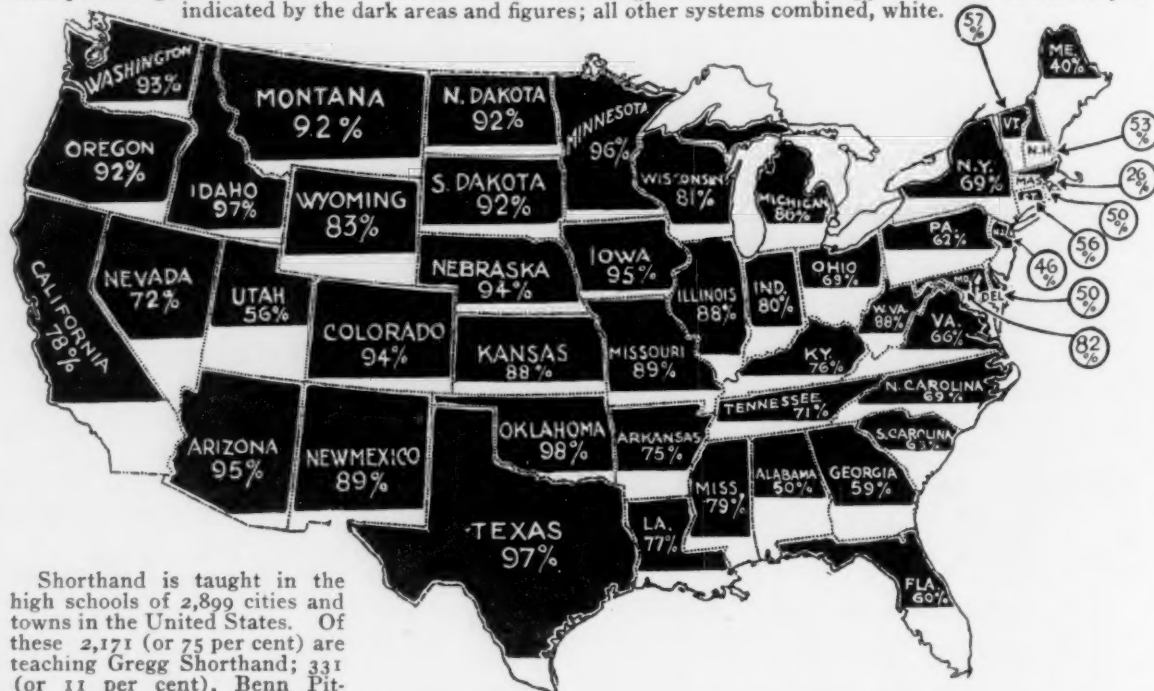 indicated by the dark areas and figures; all other systems combined, white.
WASHINGTON
93%
OREGON
92%
IDAHO
97%
MONTANA
92%
N. DAKOTA
92%
S. DAKOTA
92%
MINNESOTA
96%
WISCONSIN
81%
MICHIGAN
WYOMING
83%
NEBRASKA
94%
IOWA
95%
CALIFORNIA
78%
NEVADA
72%
UTAH
56%
COLORADO
94%
KANSAS
88%
MISSOURI
89%
ILLINOIS
88%
IND.
80%
OHIO
69%
PA.
62%
N.Y.
69%
ME.
40%
57
%
VT.
N.H
53
%
MAS
26
%
50
%
56
%
46
%
DEL
50
%
82
%
W.VA.
88%
VA.
66%
KY.
76%
TENNESSEE
71%
N. CAROLINA
69%
S. CAROLINA
ARIZONA
95%
NEW MEXICO
89%
OKLAHOMA
98%
ARKANSAS
75%
MISS.
79%
ALABAMA
50%
GEORGIA
59%
TEXAS
97%
LA.
77%
FLA.
60%
Shorthand is taught in the
high schools of 2,899 cities and
towns in the United States. Of
these 2,171 (or 75 per cent) are
teaching Gregg Shorthand; 331
(or 11 per cent), Benn Pit-